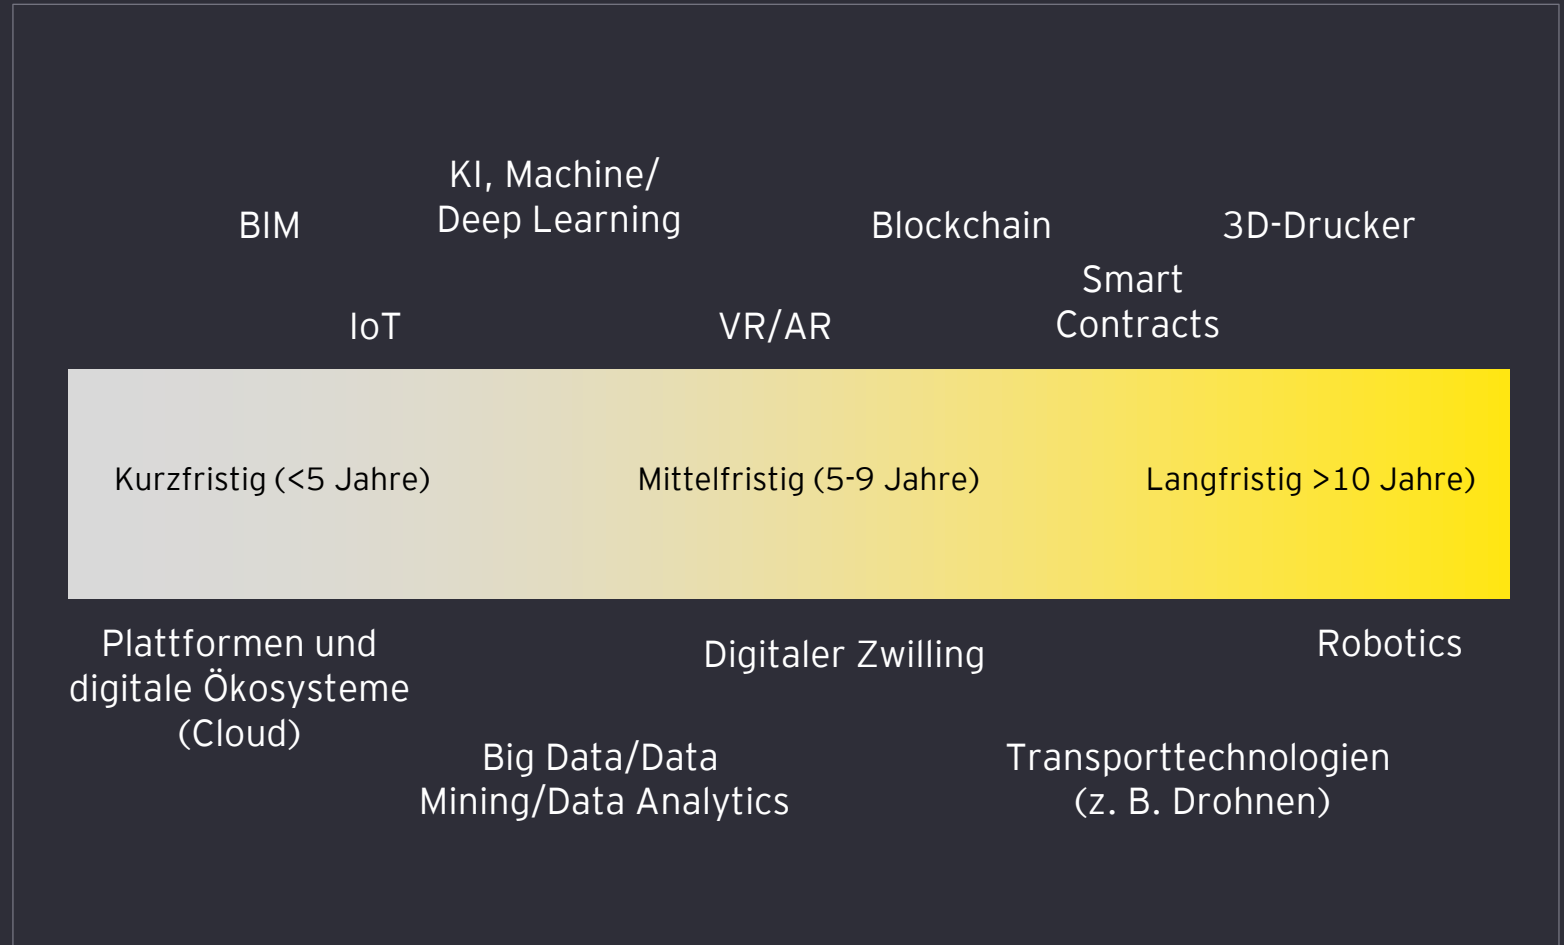 KI, Machine/
Deep Learning
BIM
Blockchain
3D-Drucker
Smart
Contracts
IoT
VR/AR
Kurzfristig (<5 Jahre)
Mittelfristig (5-9 Jahre)
Langfristig >10 Jahre)
Plattformen und
digitale Ökosysteme
(Cloud)
Digitaler Zwilling
Robotics
Big Data/Data
Mining/Data Analytics
Transporttechnologien
(z. B. Drohnen)